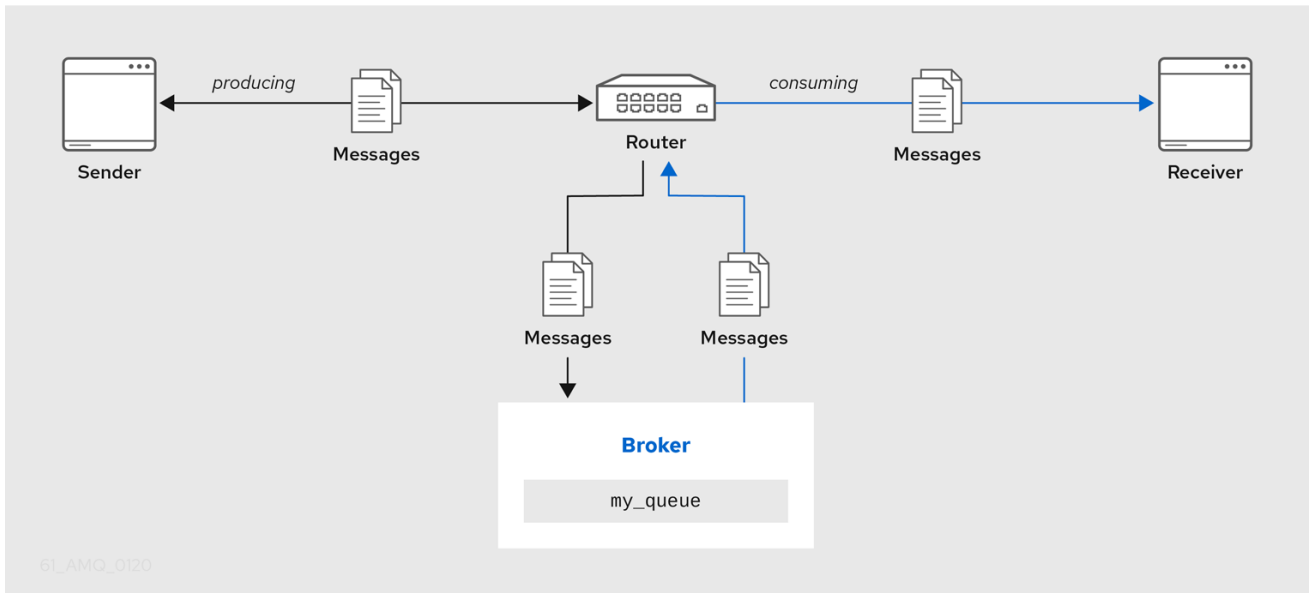 producing
consuming
Messages
Router
Messages
Sender
Receiver
Messages
Messages
Broker
my_queue
61_AMQ_0120